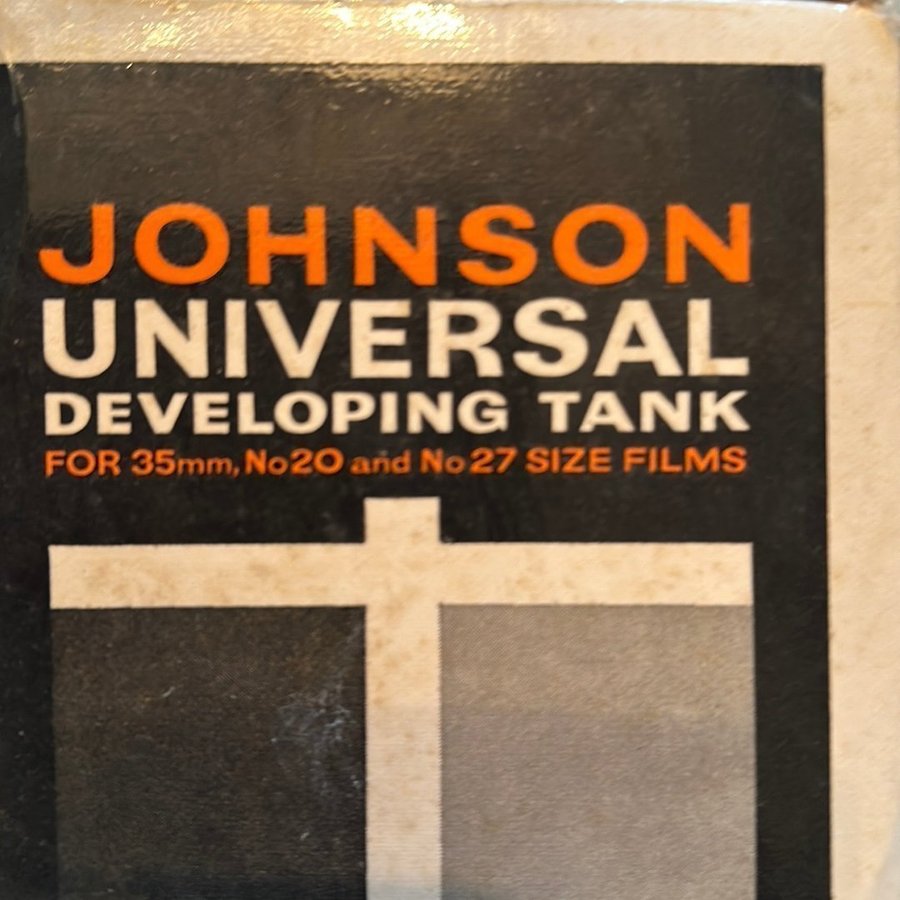 JOHNSON
UNIVERSAL
DEVELOPING TANK
FOR 35mm, No20 and No27 SIZE FILMS